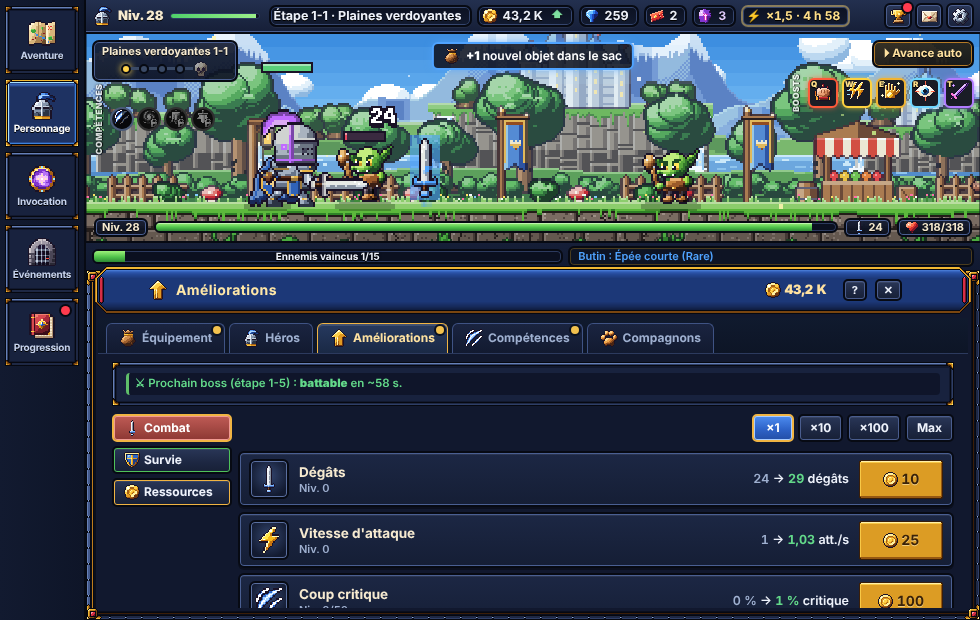 Aventure
Personnage
Invocation
Événements
Progression
Niv. 28
Étape 1-1 · Plaines verdoyantes
43,2 K
259
2
3
×1,5 · 4 h 58
Plaines verdoyantes 1-1
+1 nouvel objet dans le sac
Avance auto
COMPÉTENCES
BOOSTS
24
Niv. 28
24
318/318
Ennemis vaincus 1/15
Butin : Épée courte (Rare)
Améliorations
43,2 K
?
×
Équipement
Héros
Améliorations
Compétences
Compagnons
Prochain boss (étape 1-5) : battable en ~58 s.
Combat
Survie
Ressources
×1
×10
×100
Max
Dégâts
Niv. 0
24 → 29 dégâts
10
Vitesse d'attaque
Niv. 0
1 → 1,03 att./s
25
Coup critique
0 % → 1 % critique
100